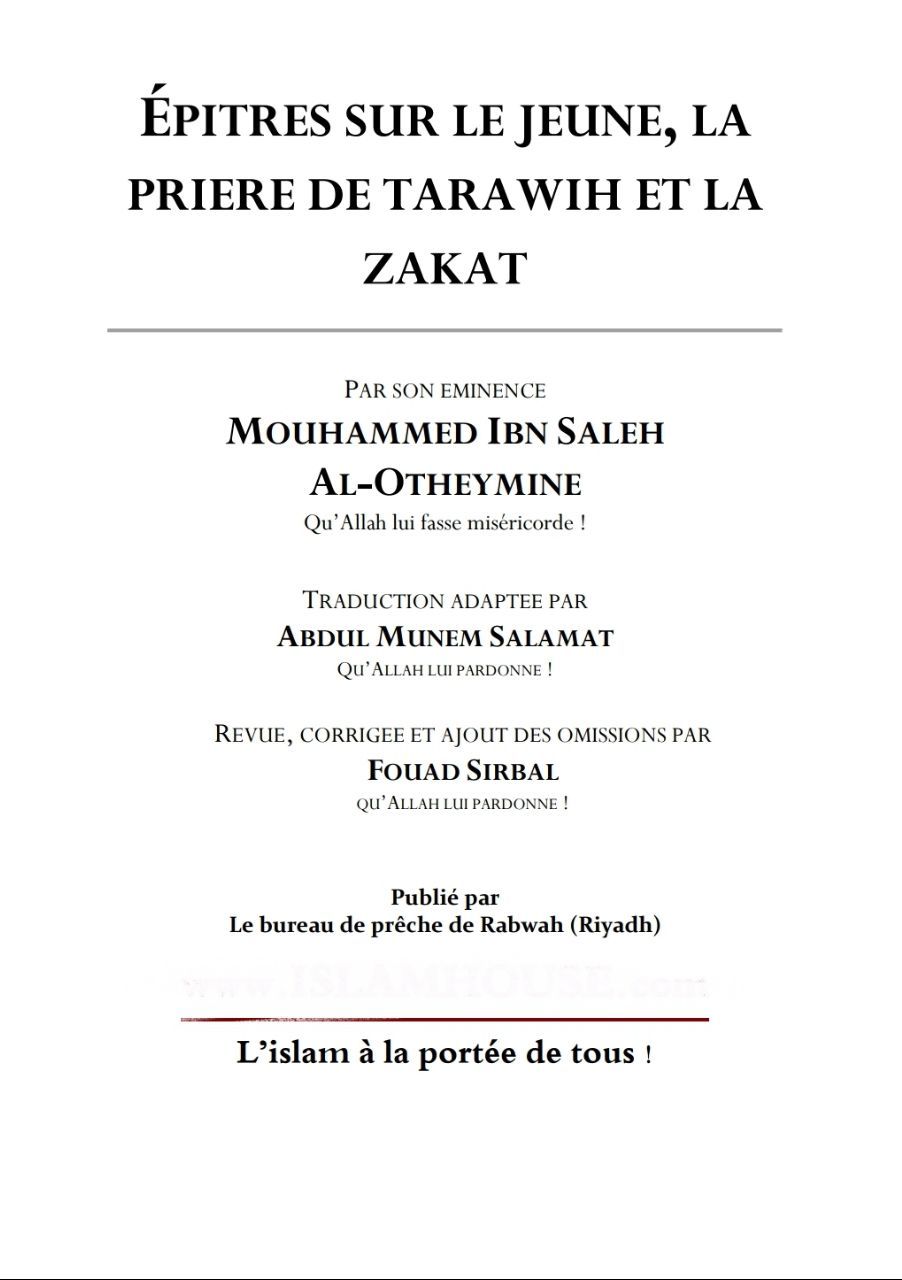 ÉPITRES SUR LE JEUNE, LA
PRIERE DE TARAWIH ET LA
ZAKAT
PAR SON EMINENCE
MOUHAMMED IBN SALEH
AL-OTHEYMINE
Qu’Allah lui fasse miséricorde !
TRADUCTION ADAPTEE PAR
ABDUL MUNEM SALAMAT
QU’ALLAH LUI PARDONNE !
REVUE, CORRIGEE ET AJOUT DES OMISSIONS PAR
FOUAD SIRBAL
QU’ALLAH LUI PARDONNE !
Publié par
Le bureau de prêche de Rabwah (Riyadh)
www.ISLAMHOUSE.com
L’islam à la portée de tous !